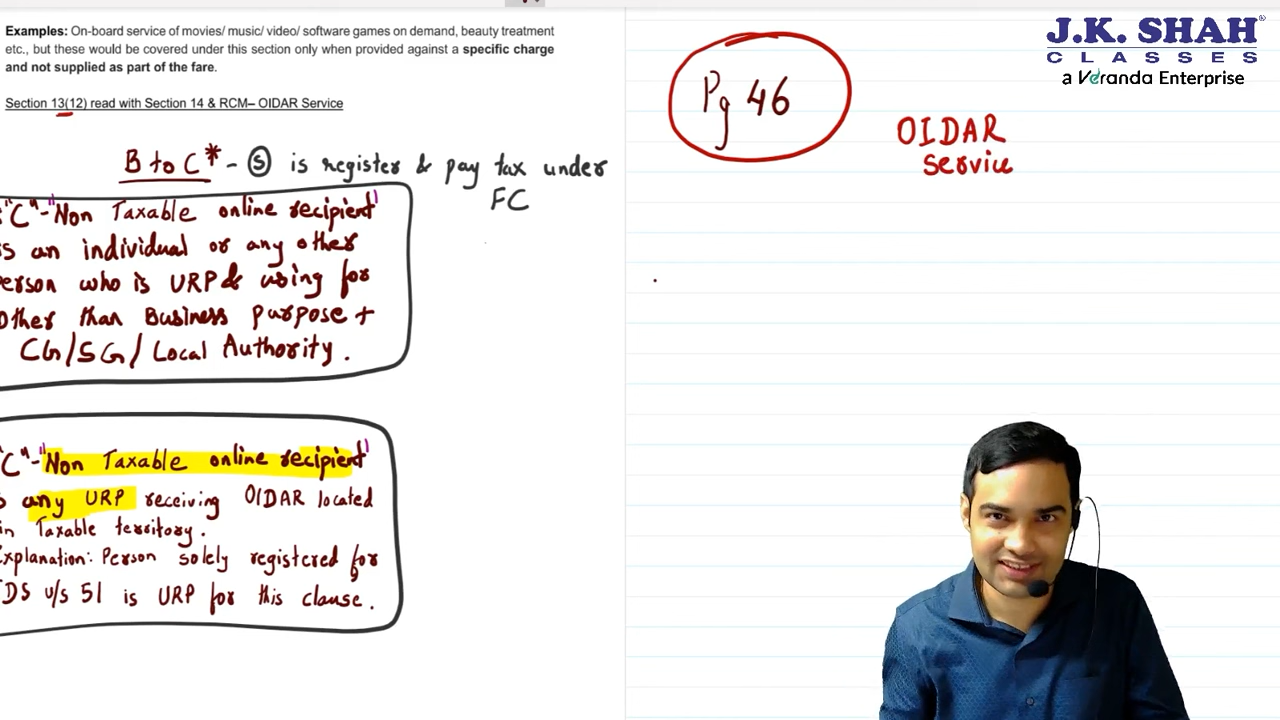 Examples: On-board service of movies/ music/ video/ software games on demand, beauty treatment
etc., but these would be covered under this section only when provided against a specific charge
and not supplied as part of the fare.
Section 13(12) read with Section 14 & RCM– OIDAR Service
B to C* - (S) is register & pay tax under
FC
"C"-"Non Taxable online recipient"
is an individual or any other
person who is URP & using for
other than Business purpose +
CG/SG/Local Authority.
"C"-"Non Taxable online recipient"
is any URP receiving OIDAR located
in Taxable territory.
Explanation: Person solely registered for
TDS u/s 51 is URP for this clause.
Pg 46
OIDAR
service
J.K. SHAH®
CLASSES
a Veranda Enterprise